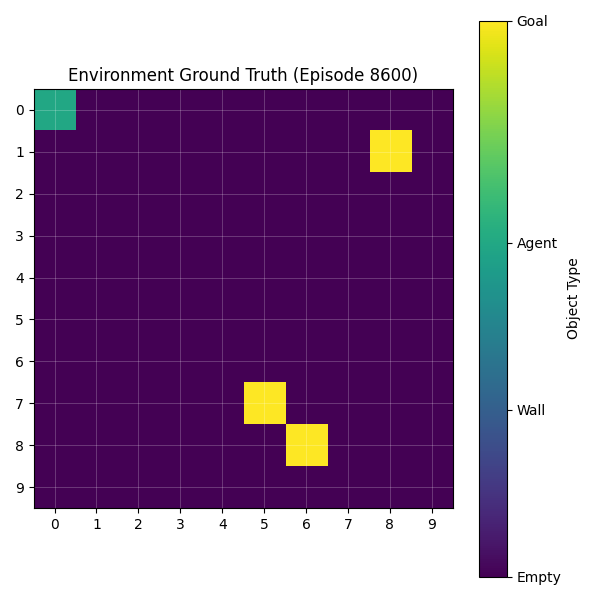 Environment Ground Truth (Episode 8600)
0
1
2
3
4
5
6
7
8
9
0 1 2 3 4 5 6 7 8 9
Goal
Agent
Wall
Empty
Object Type